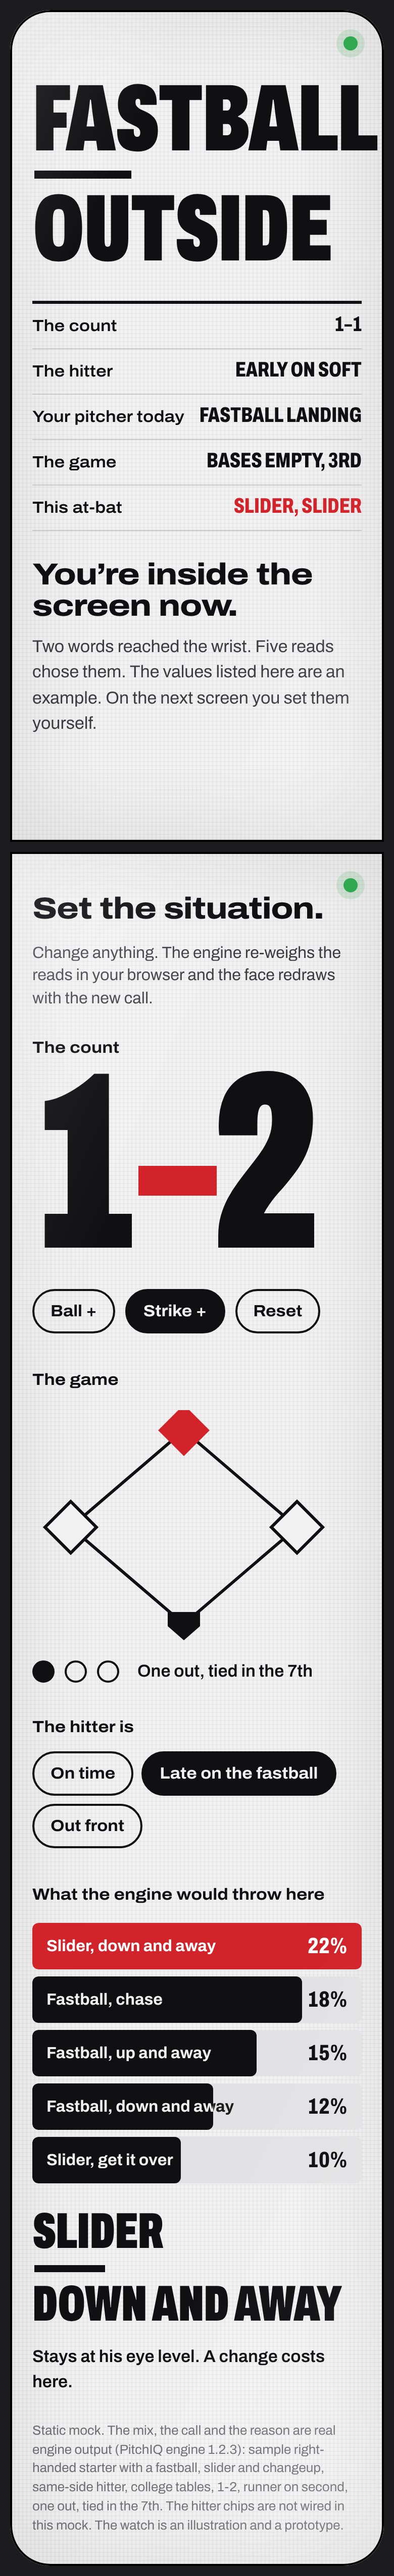 FASTBALL
OUTSIDE
The count 1–1
The hitter EARLY ON SOFT
Your pitcher today FASTBALL LANDING
The game BASES EMPTY, 3RD
This at-bat SLIDER, SLIDER
You’re inside the
screen now.
Two words reached the wrist. Five reads
chose them. The values listed here are an
example. On the next screen you set them
yourself.
Set the situation.
Change anything. The engine re-weighs the
reads in your browser and the face redraws
with the new call.
The count
1–2
Ball + Strike + Reset
The game
One out, tied in the 7th
The hitter is
On time Late on the fastball
Out front
What the engine would throw here
Slider, down and away 22%
Fastball, chase 18%
Fastball, up and away 15%
Fastball, down and away 12%
Slider, get it over 10%
SLIDER
DOWN AND AWAY
Stays at his eye level. A change costs
here.
Static mock. The mix, the call and the reason are real
engine output (PitchIQ engine 1.2.3): sample right-
handed starter with a fastball, slider and changeup,
same-side hitter, college tables, 1-2, runner on second,
one out, tied in the 7th. The hitter chips are not wired in
this mock. The watch is an illustration and a prototype.